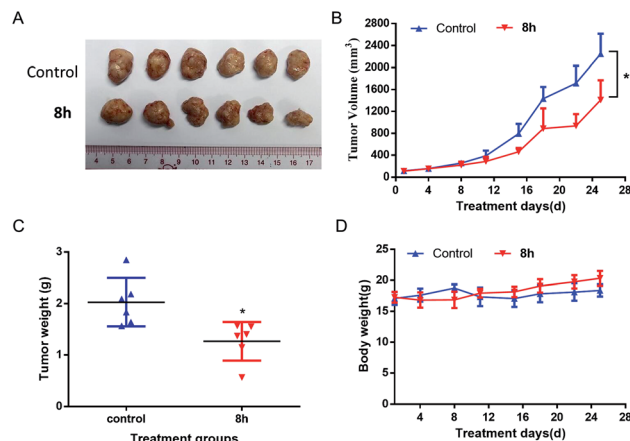 A
Control
8h
4 5 6 7 8 9 10 11 12 13 14 15 16 17
B
Control 8h
Tumor Volume (mm³)
2800
2400
2000
1600
1200
800
400
0
*
0 4 8 12 16 20 24 28
Treatment days(d)
C
Tumor weight (g)
3
2
1
0
*
control 8h
Treatment groups
D
Control 8h
Body weight(g)
25
20
15
10
5
0
4 8 12 16 20 24 28
Treatment days(d)